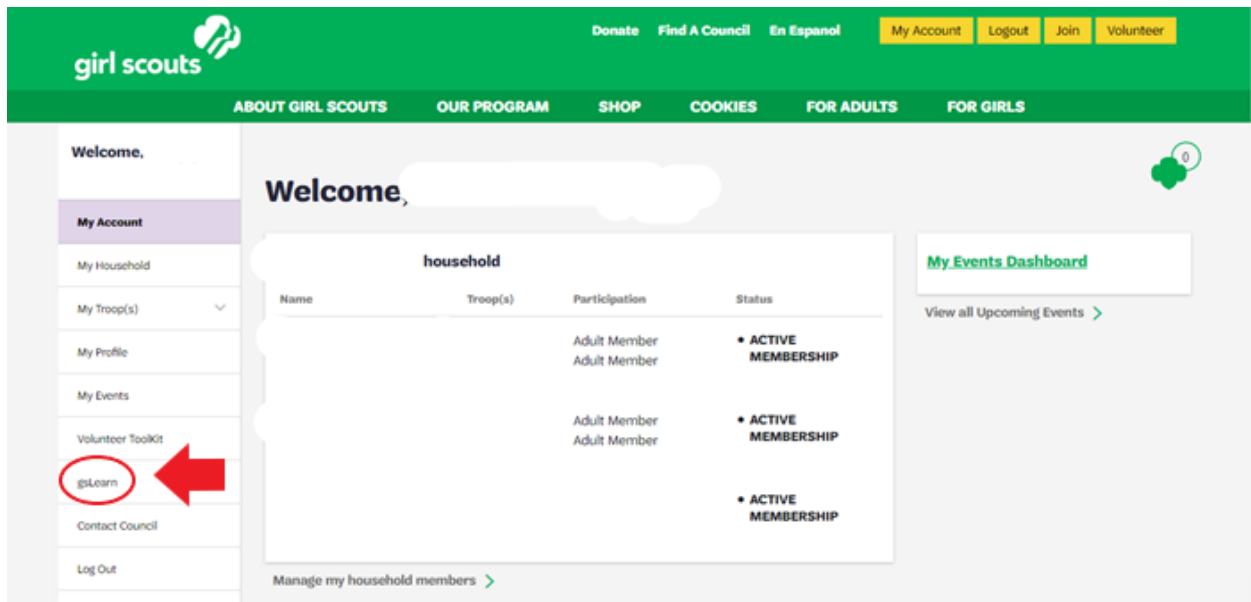 girl scouts
Donate Find A Council En Espanol My Account Logout Join Volunteer
ABOUT GIRL SCOUTS OUR PROGRAM SHOP COOKIES FOR ADULTS FOR GIRLS
Welcome,
My Account
My Household
My Troop(s)
My Profile
My Events
Volunteer ToolKit
gsLearn
Contact Council
Log Out
Welcome,
0
household
Name Troop(s) Participation Status
Adult Member
Adult Member
• ACTIVE
MEMBERSHIP
Adult Member
Adult Member
• ACTIVE
MEMBERSHIP
• ACTIVE
MEMBERSHIP
Manage my household members
My Events Dashboard
View all Upcoming Events